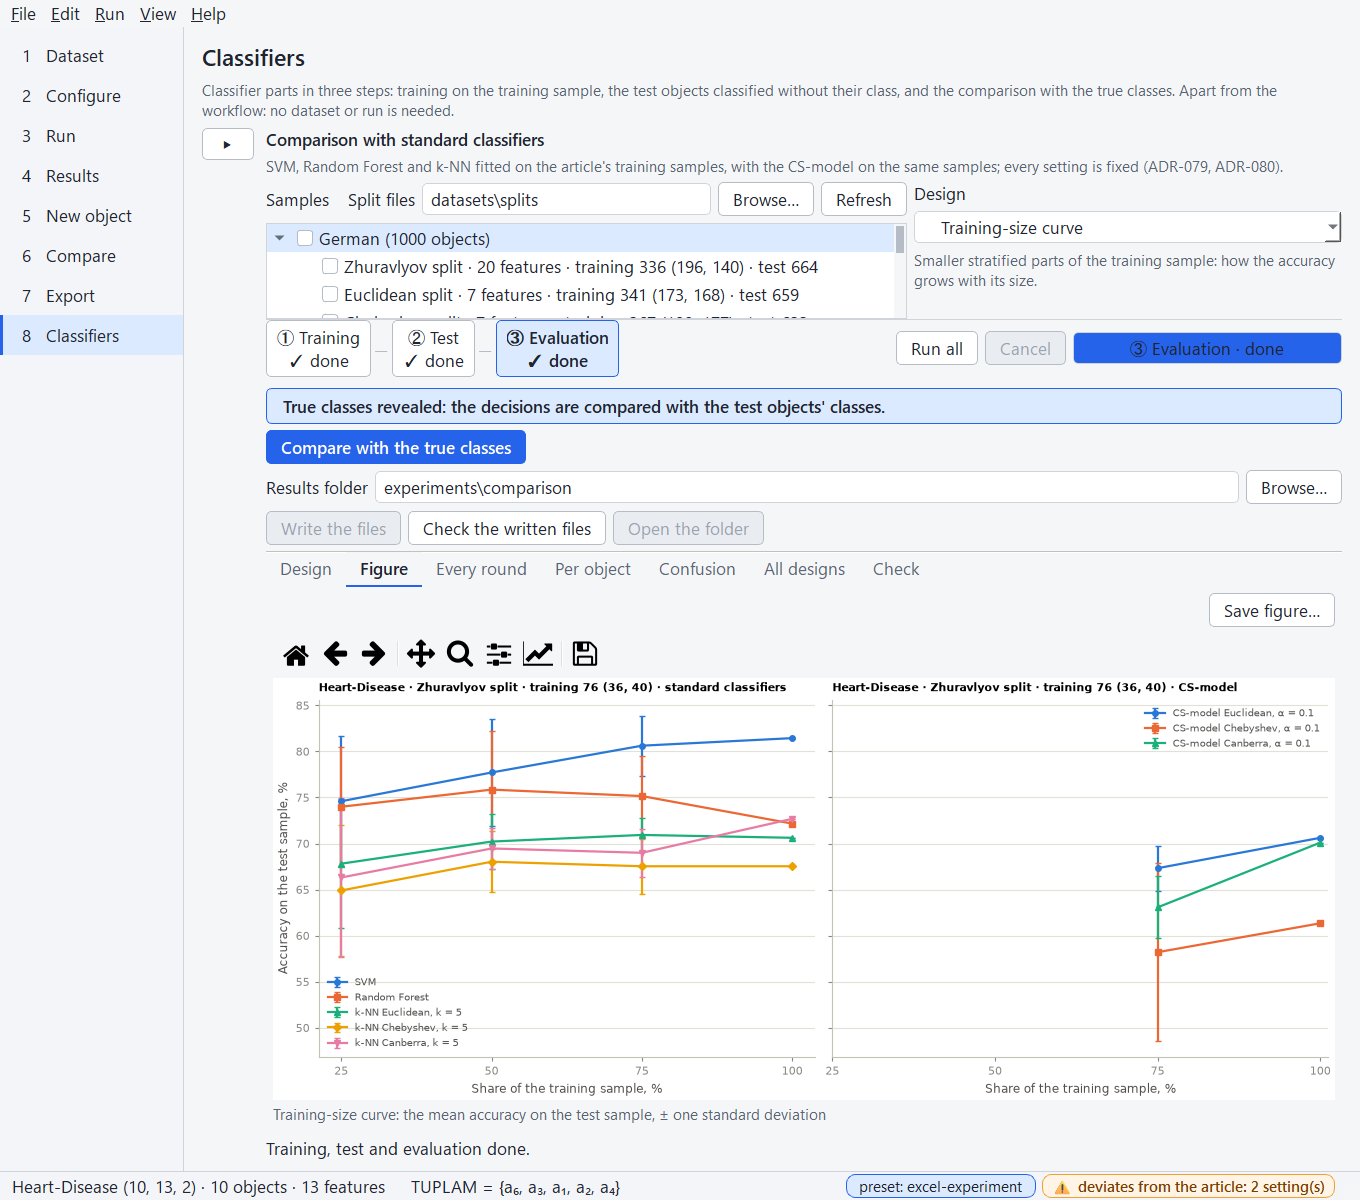 File Edit Run View Help
1 Dataset
2 Configure
3 Run
4 Results
5 New object
6 Compare
7 Export
8 Classifiers
Classifiers
Classifier parts in three steps: training on the training sample, the test objects classified without their class, and the comparison with the true classes. Apart from the
workflow: no dataset or run is needed.
Comparison with standard classifiers
SVM, Random Forest and k-NN fitted on the article's training samples, with the CS-model on the same samples; every setting is fixed (ADR-079, ADR-080).
Samples Split files datasets\splits Browse... Refresh
Design
Training-size curve
Smaller stratified parts of the training sample: how the accuracy
grows with its size.
German (1000 objects)
Zhuravlyov split · 20 features · training 336 (196, 140) · test 664
Euclidean split · 7 features · training 341 (173, 168) · test 659
① Training
✓ done
② Test
✓ done
③ Evaluation
✓ done
Run all Cancel ③ Evaluation · done
True classes revealed: the decisions are compared with the test objects' classes.
Compare with the true classes
Results folder experiments\comparison Browse...
Write the files Check the written files Open the folder
Design Figure Every round Per object Confusion All designs Check
Save figure...
Heart-Disease · Zhuravlyov split · training 76 (36, 40) · standard classifiers
85
80
75
70
65
60
55
50
Accuracy on the test sample, %
SVM
Random Forest
k-NN Euclidean, k = 5
k-NN Chebyshev, k = 5
k-NN Canberra, k = 5
25 50 75 100
Share of the training sample, %
Heart-Disease · Zhuravlyov split · training 76 (36, 40) · CS-model
CS-model Euclidean, α = 0.1
CS-model Chebyshev, α = 0.1
CS-model Canberra, α = 0.1
25 50 75 100
Share of the training sample, %
Training-size curve: the mean accuracy on the test sample, ± one standard deviation
Training, test and evaluation done.
Heart-Disease (10, 13, 2) · 10 objects · 13 features TUPLAM = {a₆, a₃, a₁, a₂, a₄} preset: excel-experiment ⚠ deviates from the article: 2 setting(s)